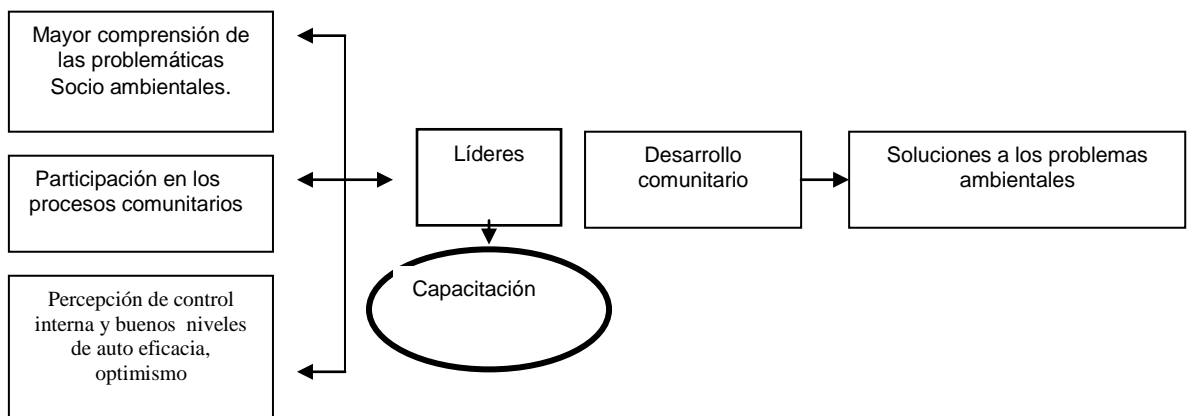 Mayor comprensión de
las problemáticas
Socio ambientales.
Participación en los
procesos comunitarios
Percepción de control
interna y buenos niveles
de auto eficacia,
optimismo
Líderes
Capacitación
Desarrollo
comunitario
Soluciones a los problemas
ambientales